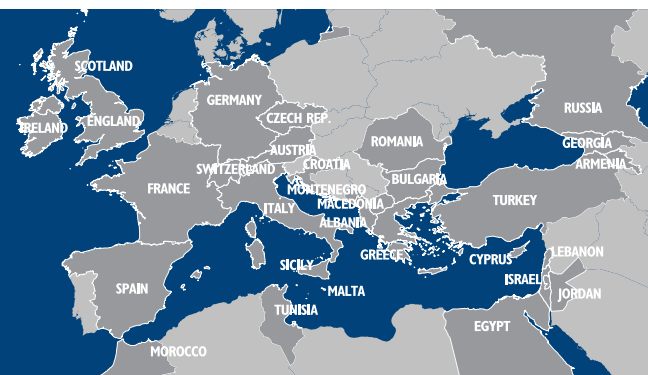 SCOTLAND
IRELAND
ENGLAND
GERMANY
CZECH REP.
RUSSIA
AUSTRIA
ROMANIA
GEORGIA
SWITZERLAND
CROATIA
ARMENIA
FRANCE
MONTENEGRO
BULGARIA
MACEDONIA
TURKEY
ITALY
ALBANIA
GREECE
CYPRUS
LEBANON
SICILY
ISRAEL
SPAIN
MALTA
JORDAN
TUNISIA
EGYPT
MOROCCO